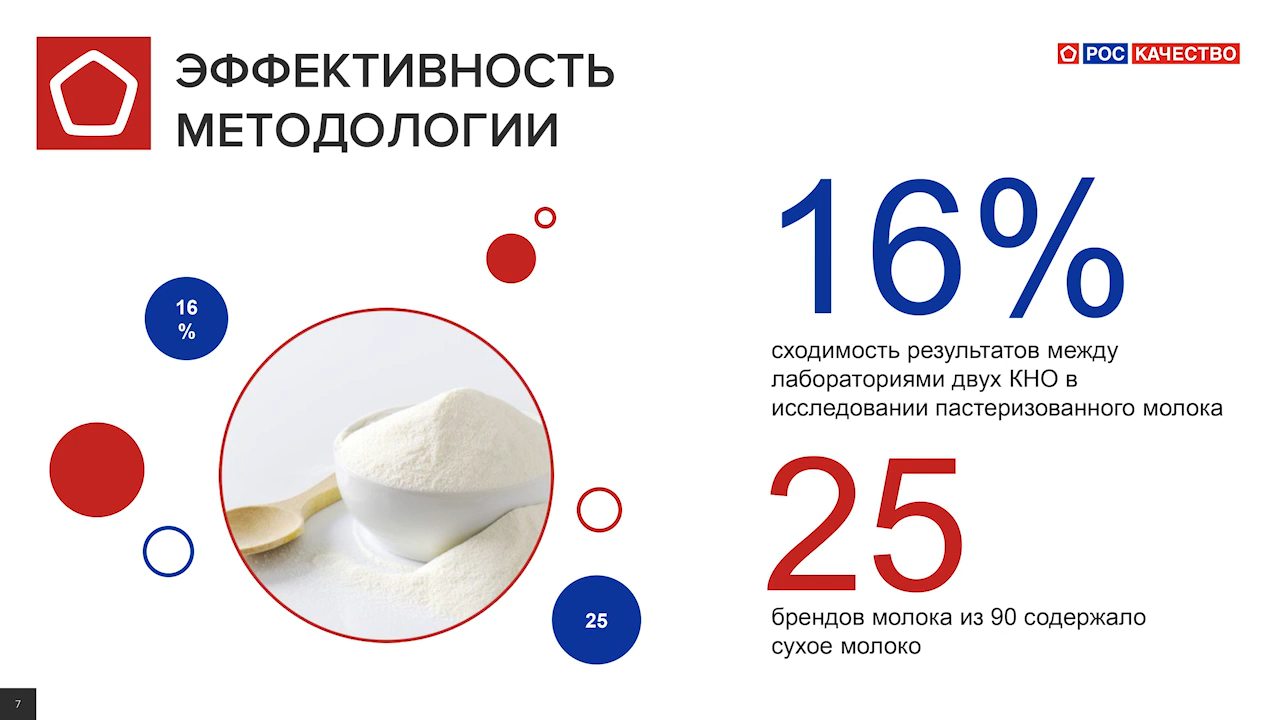 ЭФФЕКТИВНОСТЬ
МЕТОДОЛОГИИ
РОС КАЧЕСТВО
16%
сходимость результатов между
лабораториями двух КНО в
исследовании пастеризованного молока
25
брендов молока из 90 содержало
сухое молоко
16
%
25
7